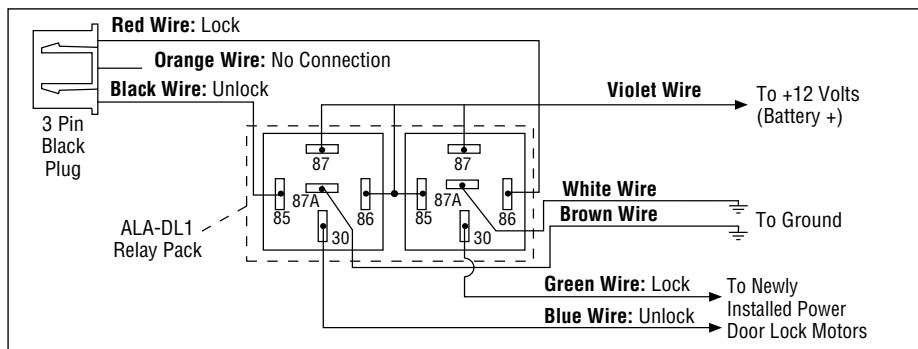 Red Wire: Lock
Orange Wire: No Connection
Black Wire: Unlock
3 Pin
Black
Plug
Violet Wire
To +12 Volts
(Battery +)
87
87
85
87A
86
85
87A
86
30
30
ALA-DL1
Relay Pack
White Wire
Brown Wire
To Ground
Green Wire: Lock
Blue Wire: Unlock
To Newly
Installed Power
Door Lock Motors